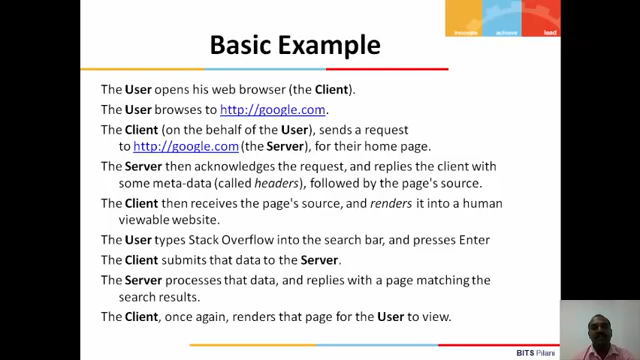 innovate achieve lead
Basic Example
The User opens his web browser (the Client).
The User browses to http://google.com.
The Client (on the behalf of the User), sends a request
to http://google.com (the Server), for their home page.
The Server then acknowledges the request, and replies the client with
some meta-data (called headers), followed by the page's source.
The Client then receives the page's source, and renders it into a human
viewable website.
The User types Stack Overflow into the search bar, and presses Enter
The Client submits that data to the Server.
The Server processes that data, and replies with a page matching the
search results.
The Client, once again, renders that page for the User to view.
BITS Pilani